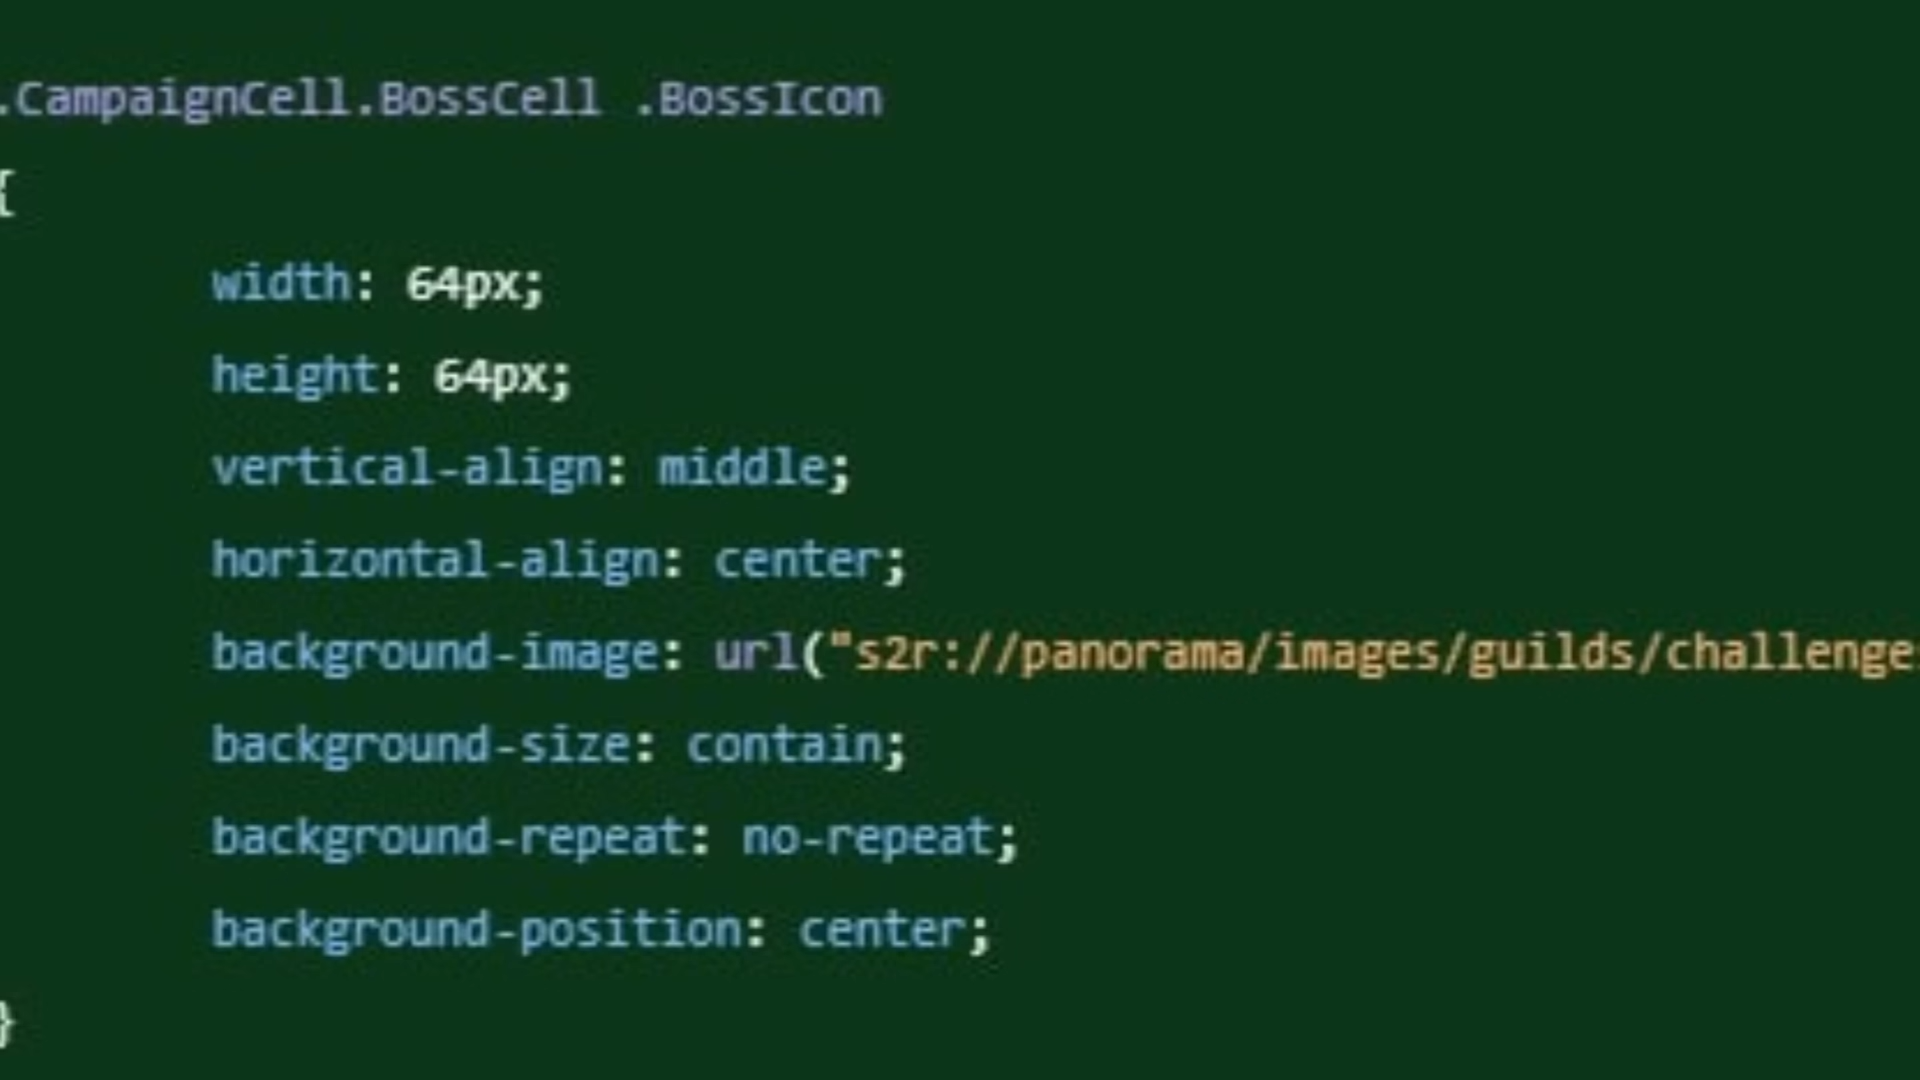 .CampaignCell.BossCell .BossIcon
{
width: 64px;
height: 64px;
vertical-align: middle;
horizontal-align: center;
background-image: url("s2r://panorama/images/guilds/challenges
background-size: contain;
background-repeat: no-repeat;
background-position: center;
}